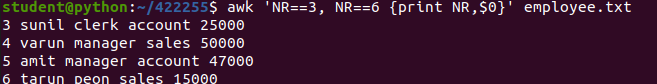 student@python:~/422255$ awk 'NR==3, NR==6 {print NR,$0}' employee.txt
3 sunil clerk account 25000
4 varun manager sales 50000
5 amit manager account 47000
6 tarun peon sales 15000